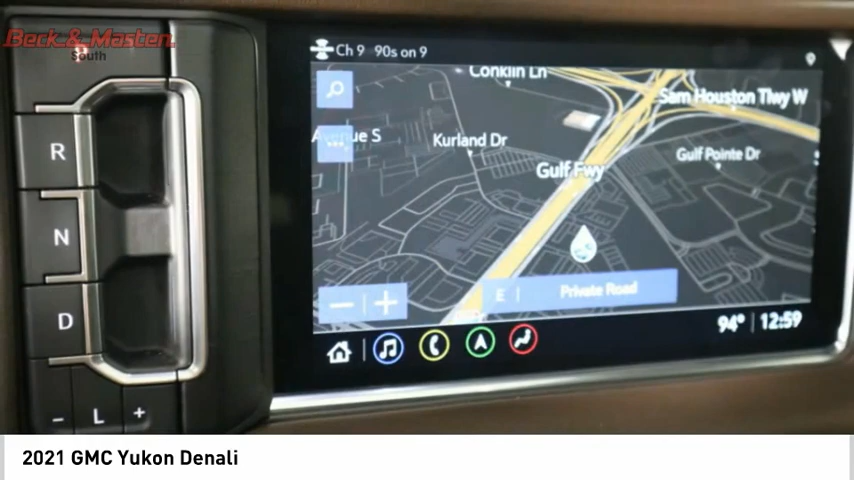 Beck & Masten
South
Ch 9 90s on 9
Conklin Ln
Sam Houston Tlwy W
Avenue S
Kurland Dr
Gulf Pointe Dr
Gulf Fwy
R
N
D
E | Private Road
94° | 12:59
- L +
2021 GMC Yukon Denali